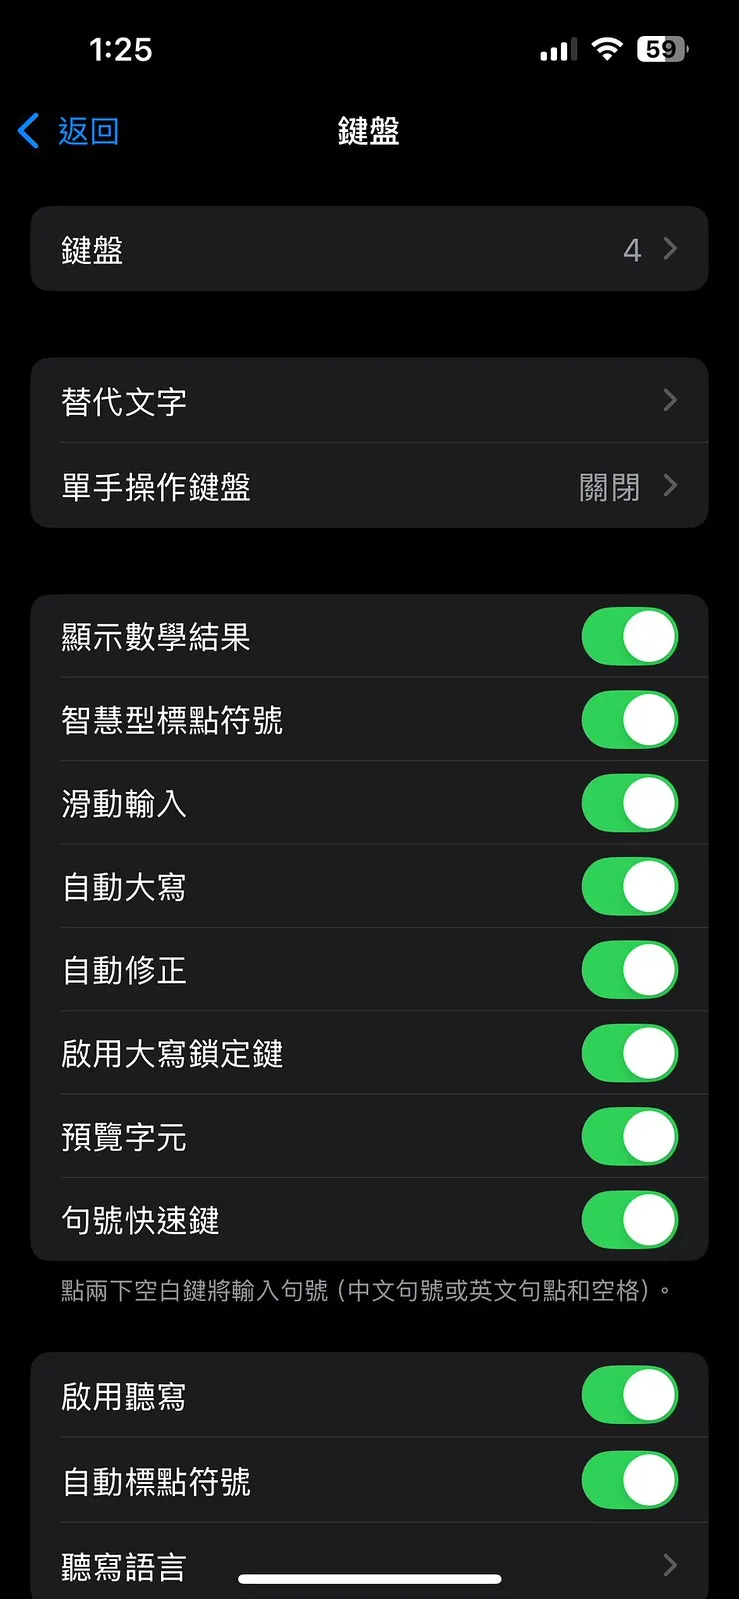 1:25
59
返回
鍵盤
鍵盤 4
替代文字
單手操作鍵盤 關閉
顯示數學結果
智慧型標點符號
滑動輸入
自動大寫
自動修正
啟用大寫鎖定鍵
預覽字元
句號快速鍵
點兩下空白鍵將輸入句號（中文句號或英文句點和空格）。
啟用聽寫
自動標點符號
聽寫語言